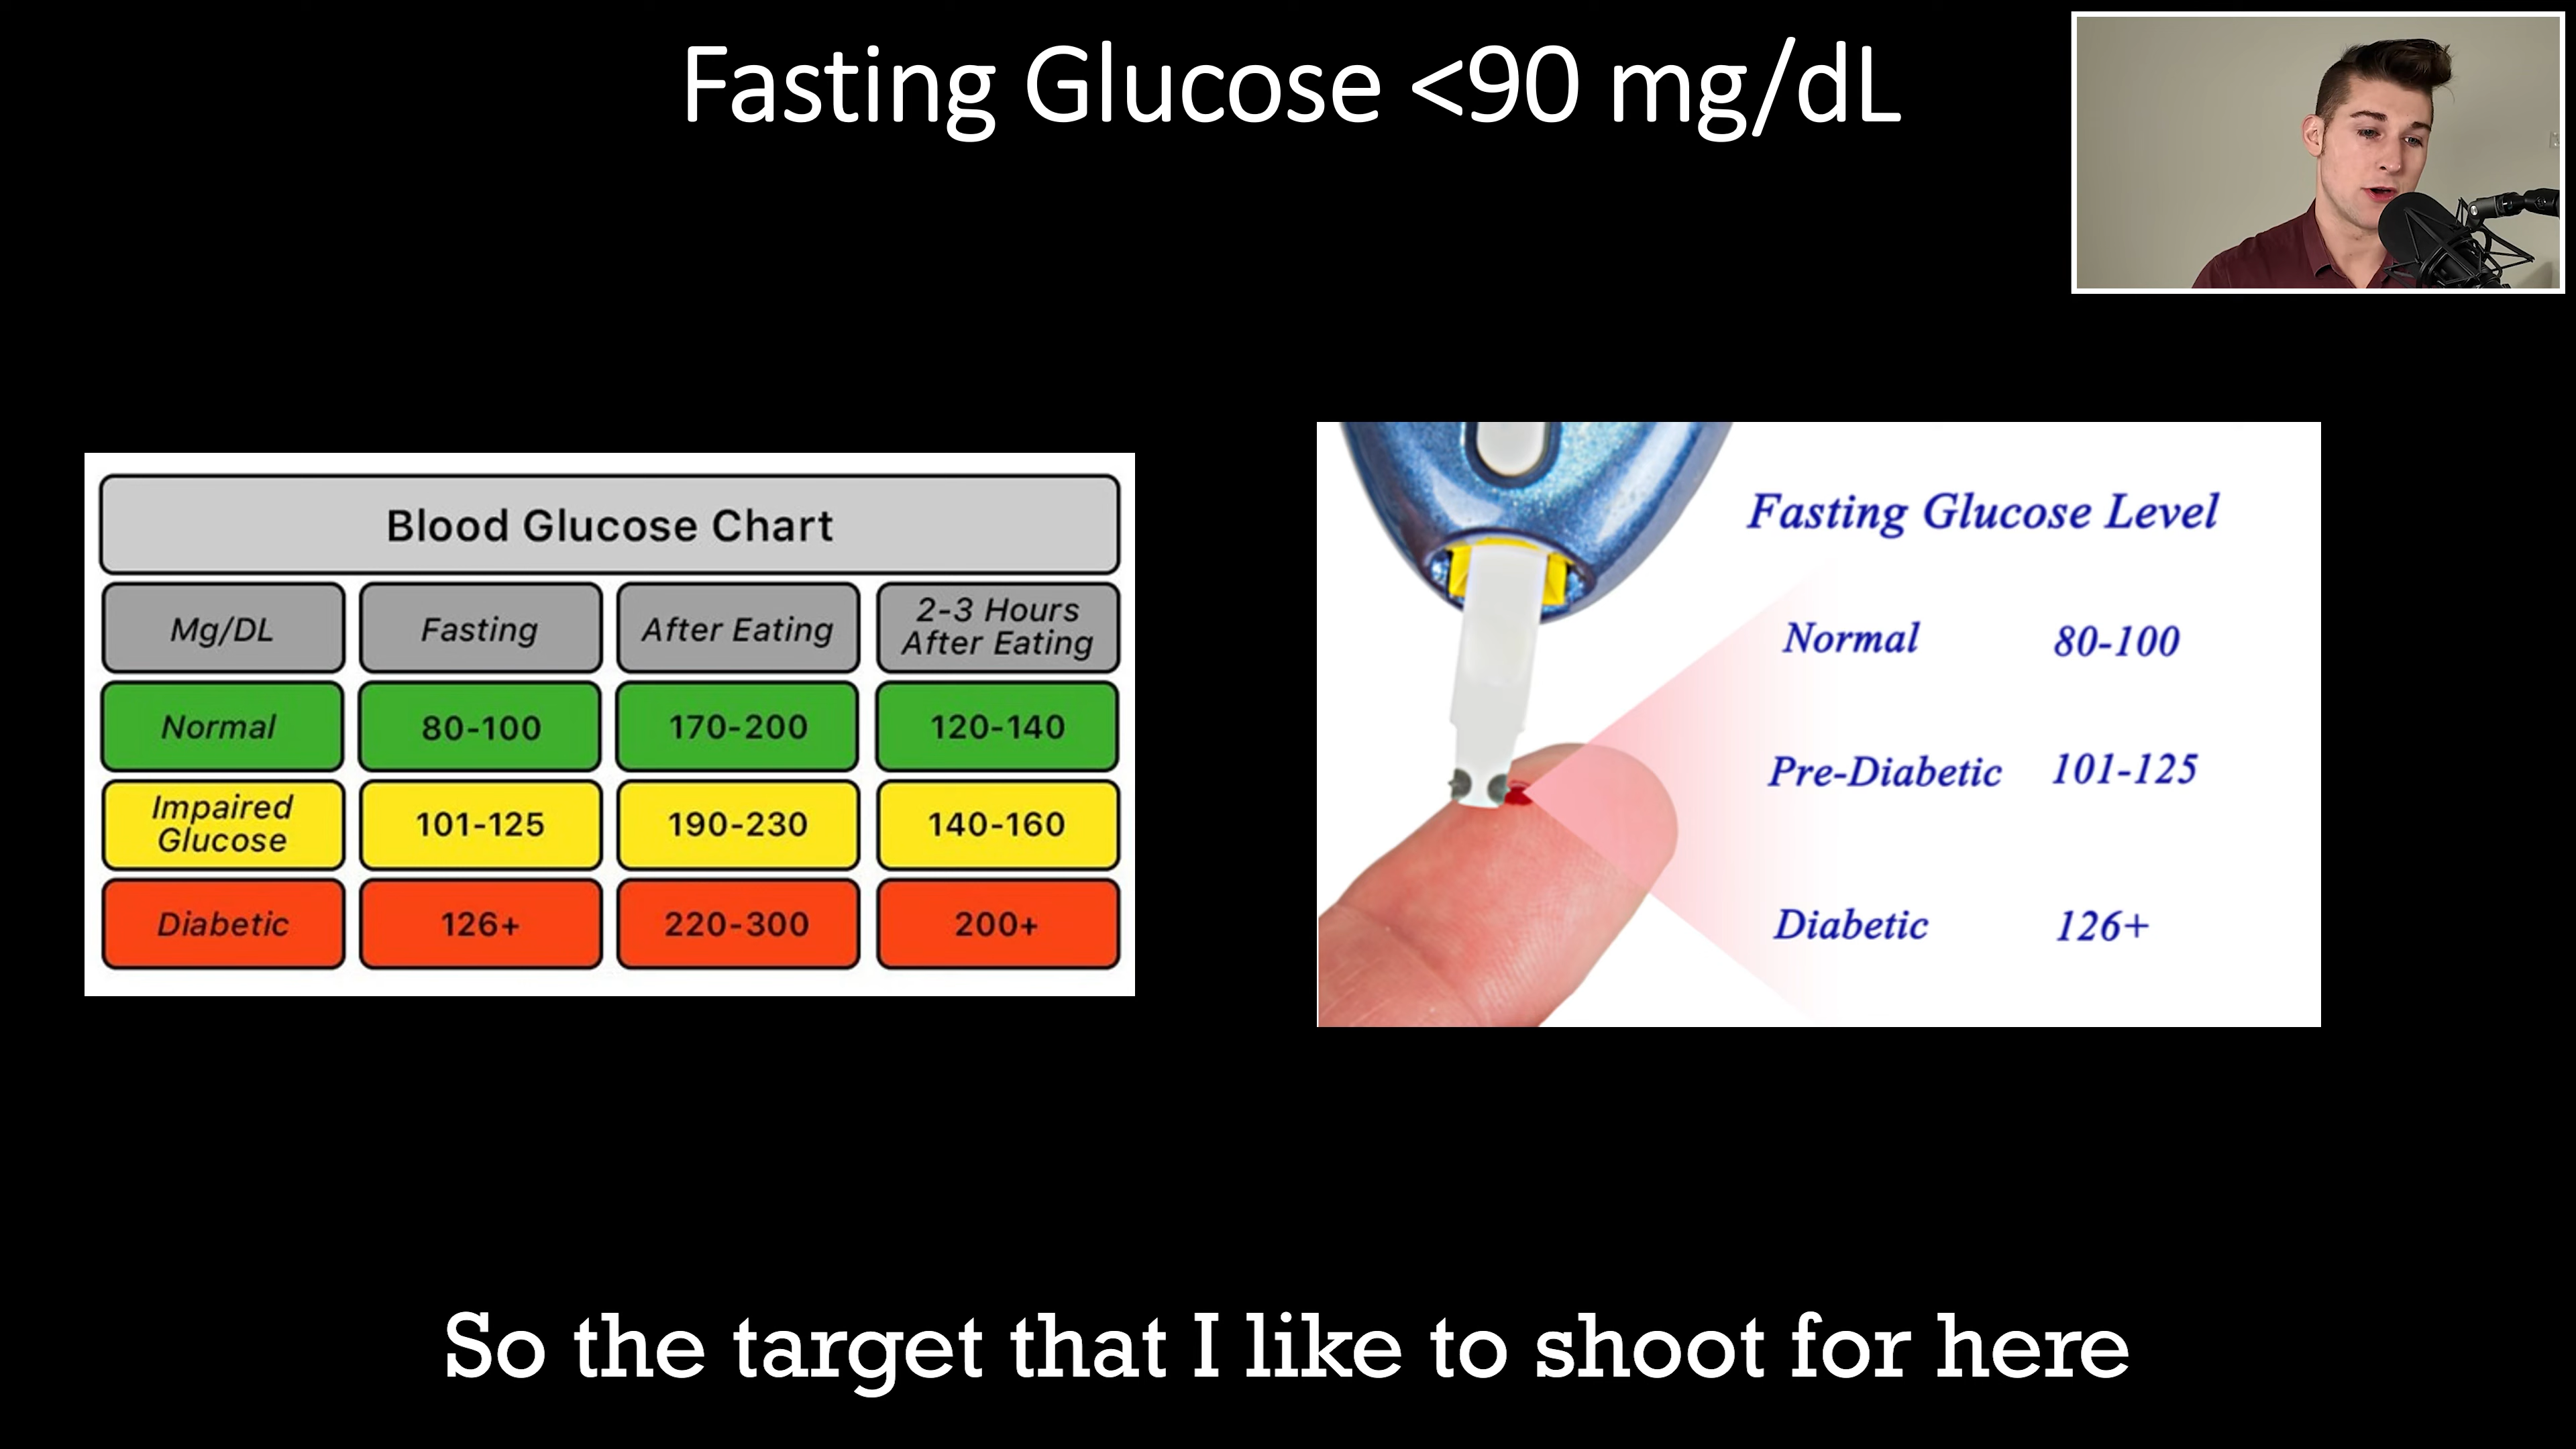 Fasting Glucose <90 mg/dL
Blood Glucose Chart
Mg/DL Fasting After Eating 2-3 Hours After Eating
Normal 80-100 170-200 120-140
Impaired Glucose 101-125 190-230 140-160
Diabetic 126+ 220-300 200+
Fasting Glucose Level
Normal 80-100
Pre-Diabetic 101-125
Diabetic 126+
So the target that I like to shoot for here